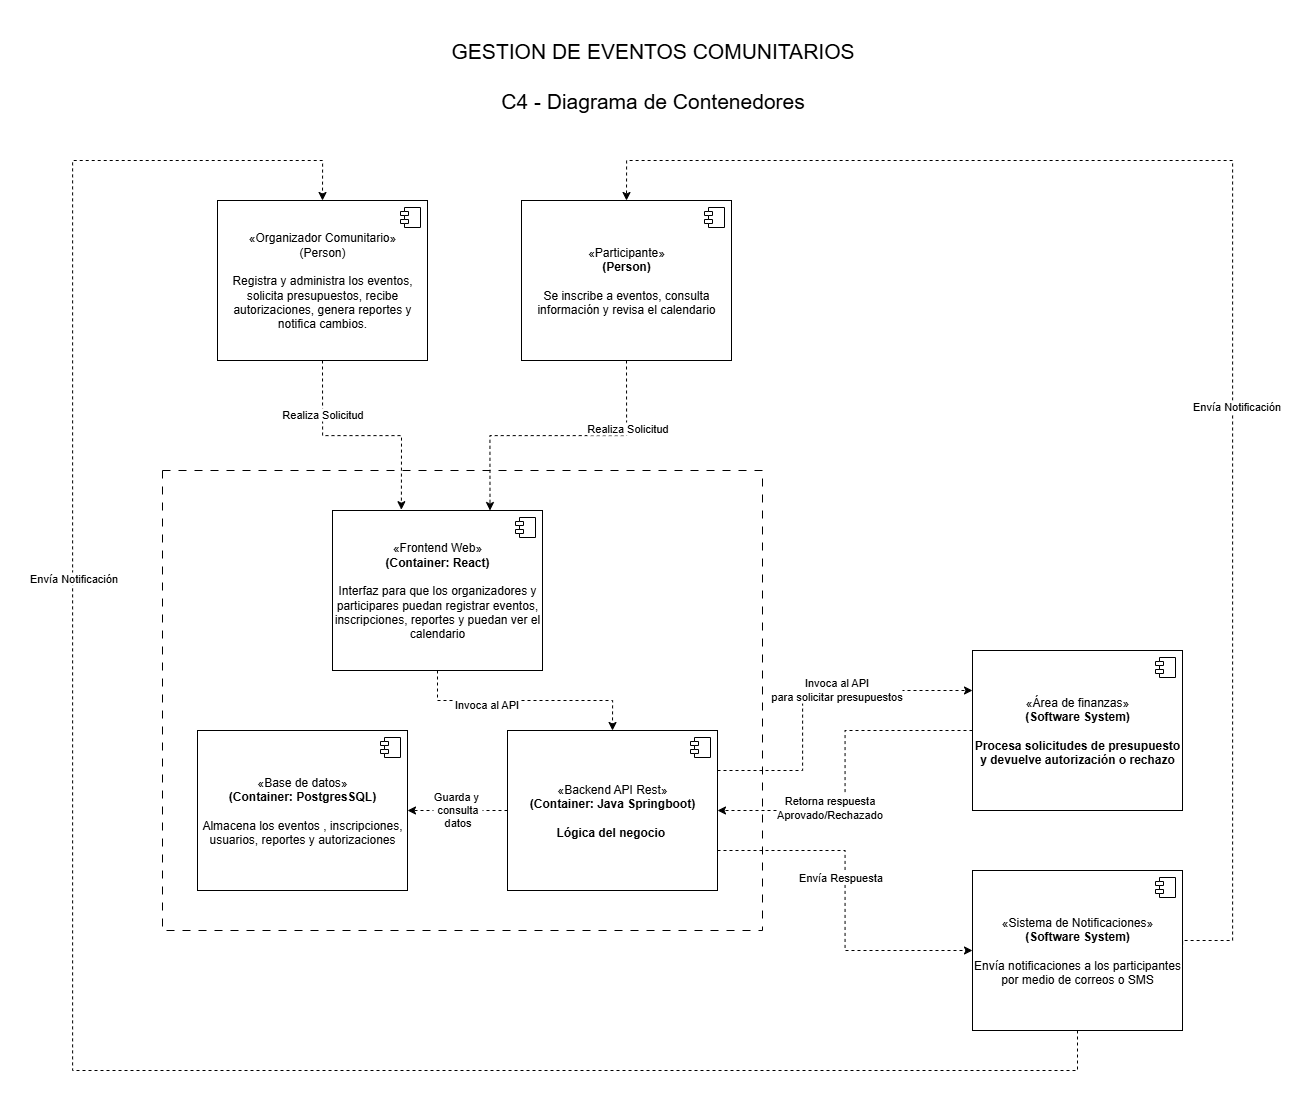 GESTION DE EVENTOS COMUNITARIOS
C4 - Diagrama de Contenedores
«Organizador Comunitario»
(Person)
Registra y administra los eventos,
solicita presupuestos, recibe
autorizaciones, genera reportes y
notifica cambios.
«Participante»
(Person)
Se inscribe a eventos, consulta
información y revisa el calendario
Realiza Solicitud
Realiza Solicitud
Envía Notificación
Envía Notificación
«Frontend Web»
(Container: React)
Interfaz para que los organizadores y
participares puedan registrar eventos,
inscripciones, reportes y puedan ver el
calendario
Invoca al API
«Base de datos»
(Container: PostgresSQL)
Almacena los eventos , inscripciones,
usuarios, reportes y autorizaciones
Guarda y
consulta
datos
«Backend API Rest»
(Container: Java Springboot)
Lógica del negocio
Invoca al API
para solicitar presupuestos
Retorna respuesta
Aprovado/Rechazado
Envía Respuesta
«Área de finanzas»
(Software System)
Procesa solicitudes de presupuesto
y devuelve autorización o rechazo
«Sistema de Notificaciones»
(Software System)
Envía notificaciones a los participantes
por medio de correos o SMS